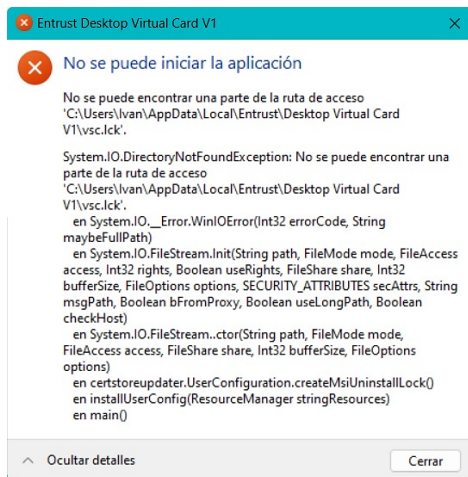 Entrust Desktop Virtual Card V1
No se puede iniciar la aplicación
No se puede encontrar una parte de la ruta de acceso
'C:\Users\Ivan\AppData\Local\Entrust\Desktop Virtual Card
V1\vsc.lck'.
System.IO.DirectoryNotFoundException: No se puede encontrar una
parte de la ruta de acceso
'C:\Users\Ivan\AppData\Local\Entrust\Desktop Virtual Card
V1\vsc.lck'.
en System.IO.__Error.WinIOError(Int32 errorCode, String
maybeFullPath)
en System.IO.FileStream.Init(String path, FileMode mode, FileAccess
access, Int32 rights, Boolean useRights, FileShare share, Int32
bufferSize, FileOptions options, SECURITY_ATTRIBUTES secAttrs, String
msgPath, Boolean bFromProxy, Boolean useLongPath, Boolean
checkHost)
en System.IO.FileStream..ctor(String path, FileMode mode,
FileAccess access, FileShare share, Int32 bufferSize, FileOptions
options)
en certstoreupdater.UserConfiguration.createMsiUninstallLock()
en installUserConfig(ResourceManager stringResources)
en main()
Ocultar detalles
Cerrar